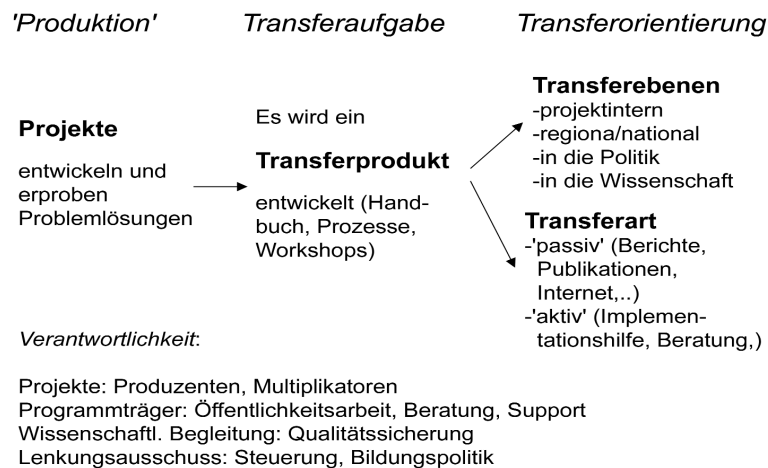 'Produktion'
Transferaufgabe
Transferorientierung
Projekte
entwickeln und
erproben
Problemlösungen
Es wird ein
Transferprodukt
entwickelt (Hand-
buch, Prozesse,
Workshops)
Transferebenen
-projektintern
-regiona/national
-in die Politik
-in die Wissenschaft
Transferart
-'passiv' (Berichte,
Publikationen,
Internet,..)
-'aktiv' (Implemen-
tationshilfe, Beratung,)
Verantwortlichkeit:
Projekte: Produzenten, Multiplikatoren
Programmträger: Öffentlichkeitsarbeit, Beratung, Support
Wissenschaftl. Begleitung: Qualitätssicherung
Lenkungsausschuss: Steuerung, Bildungspolitik